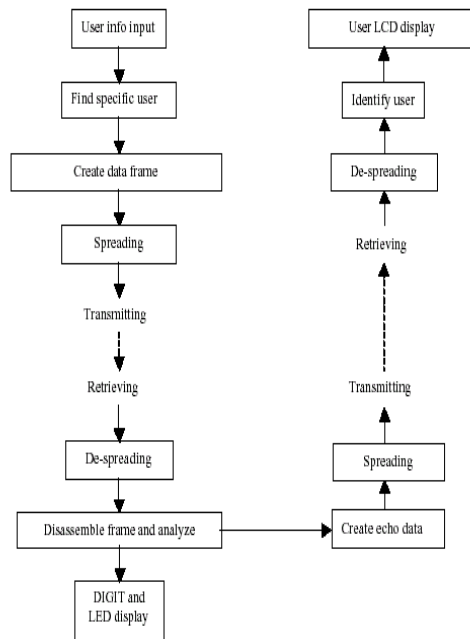 User info input
Find specific user
Create data frame
Spreading
Transmitting
Retrieving
De-spreading
Disassemble frame and analyze
DIGIT and
LED display
User LCD display
Identify user
De-spreading
Retrieving
Transmitting
Spreading
Create echo data